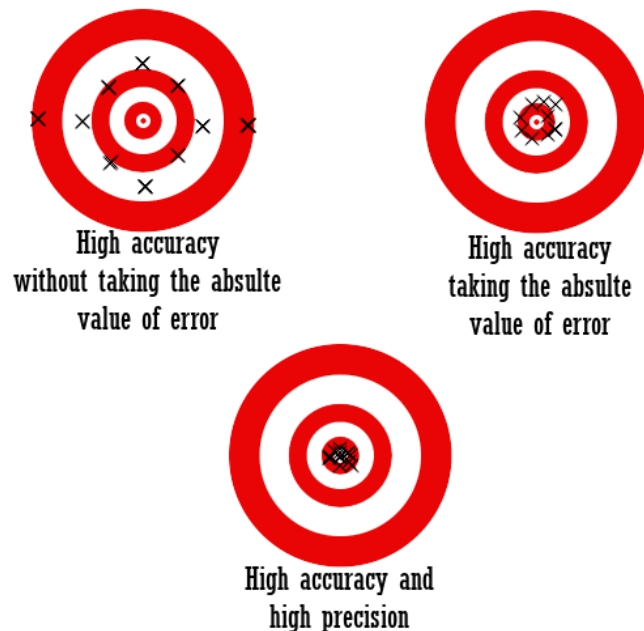 High accuracy
without taking the absulte
value of error
High accuracy
taking the absulte
value of error
High accuracy and
high precision